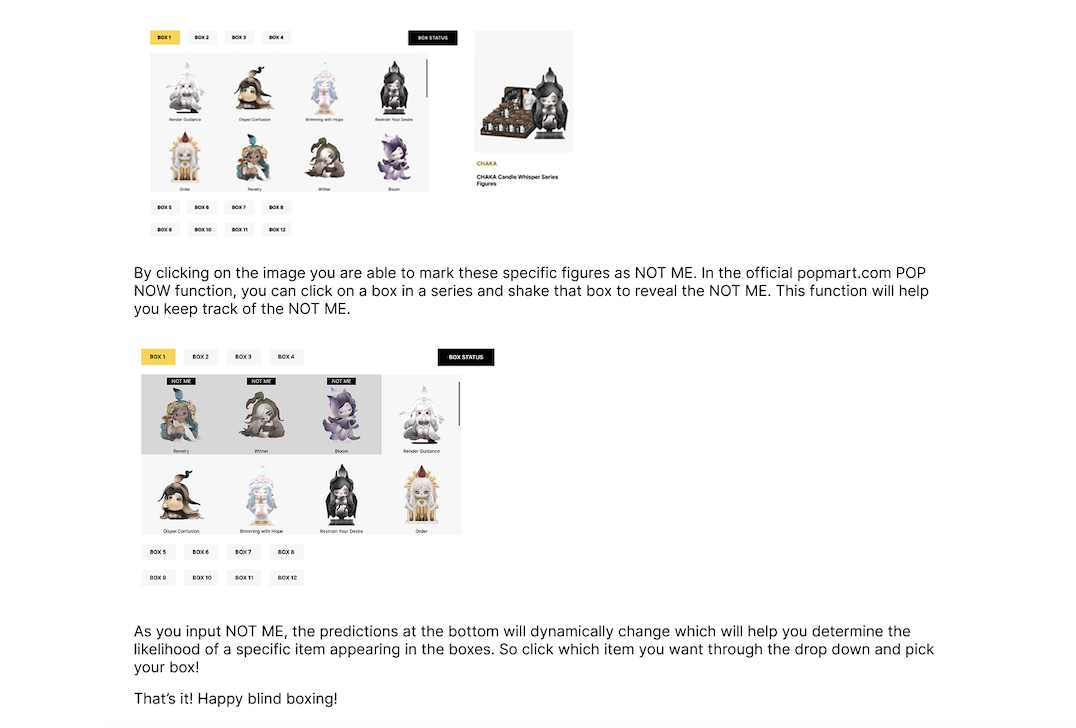 BOX 1 BOX 2 BOX 3 BOX 4 BOX STATUS
Render Guidance Dispel Confusion Brimming with Hope Restrain Your Desire
Order Revelry Wither Bloom
BOX 5 BOX 6 BOX 7 BOX 8
BOX 9 BOX 10 BOX 11 BOX 12
CHAKA
CHAKA Candle Whisper Series
Figures
By clicking on the image you are able to mark these specific figures as NOT ME. In the official popmart.com POP
NOW function, you can click on a box in a series and shake that box to reveal the NOT ME. This function will help
you keep track of the NOT ME.
BOX 1 BOX 2 BOX 3 BOX 4 BOX STATUS
NOT ME NOT ME NOT ME
Revelry Wither Bloom Render Guidance
Dispel Confusion Brimming with Hope Restrain Your Desire Order
BOX 5 BOX 6 BOX 7 BOX 8
BOX 9 BOX 10 BOX 11 BOX 12
As you input NOT ME, the predictions at the bottom will dynamically change which will help you determine the
likelihood of a specific item appearing in the boxes. So click which item you want through the drop down and pick
your box!
That’s it! Happy blind boxing!